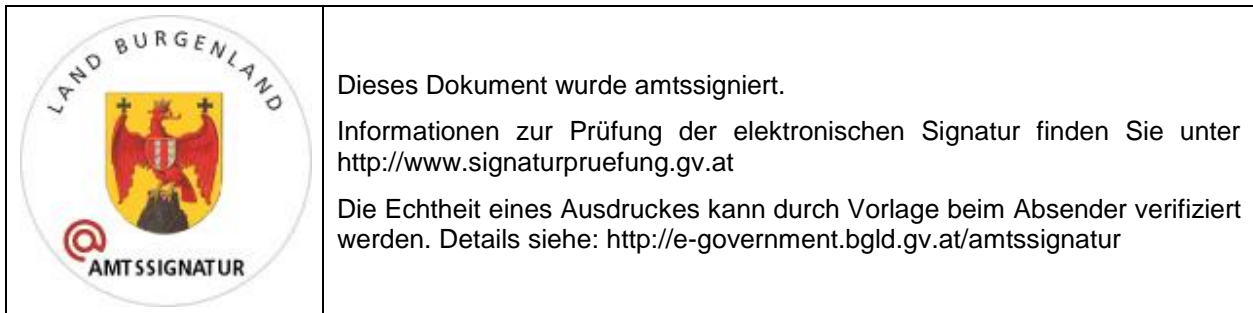 LAND BURGENLAND
@
AMTSSIGNATUR
Dieses Dokument wurde amtssigniert.
Informationen zur Prüfung der elektronischen Signatur finden Sie unter
http://www.signaturpruefung.gv.at
Die Echtheit eines Ausdruckes kann durch Vorlage beim Absender verifiziert
werden. Details siehe: http://e-government.bgld.gv.at/amtssignatur